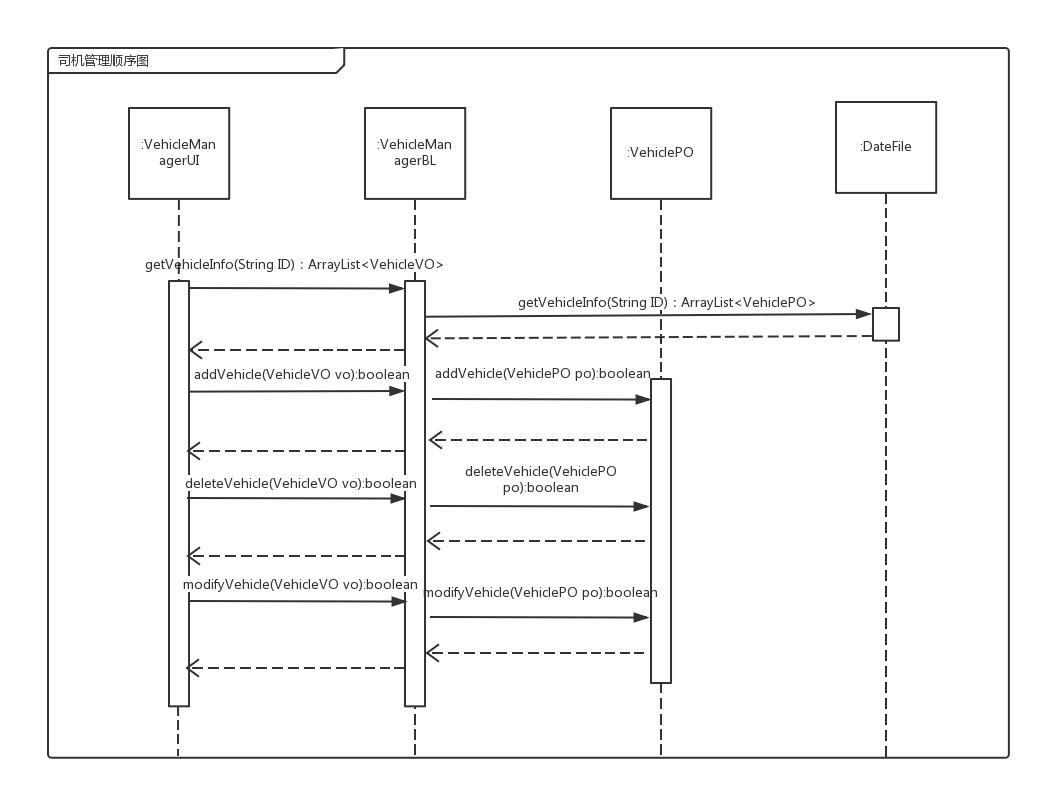 司机管理顺序图
:VehicleMan
agerUI
:VehicleMan
agerBL
:VehiclePO
:DateFile
getVehicleInfo(String ID)：ArrayList<VehicleVO>
getVehicleInfo(String ID)：ArrayList<VehiclePO>
addVehicle(VehicleVO vo):boolean
addVehicle(VehiclePO po):boolean
deleteVehicle(VehiclePO
po):boolean
deleteVehicle(VehicleVO vo):boolean
modifyVehicle(VehicleVO vo):boolean
modifyVehicle(VehiclePO po):boolean